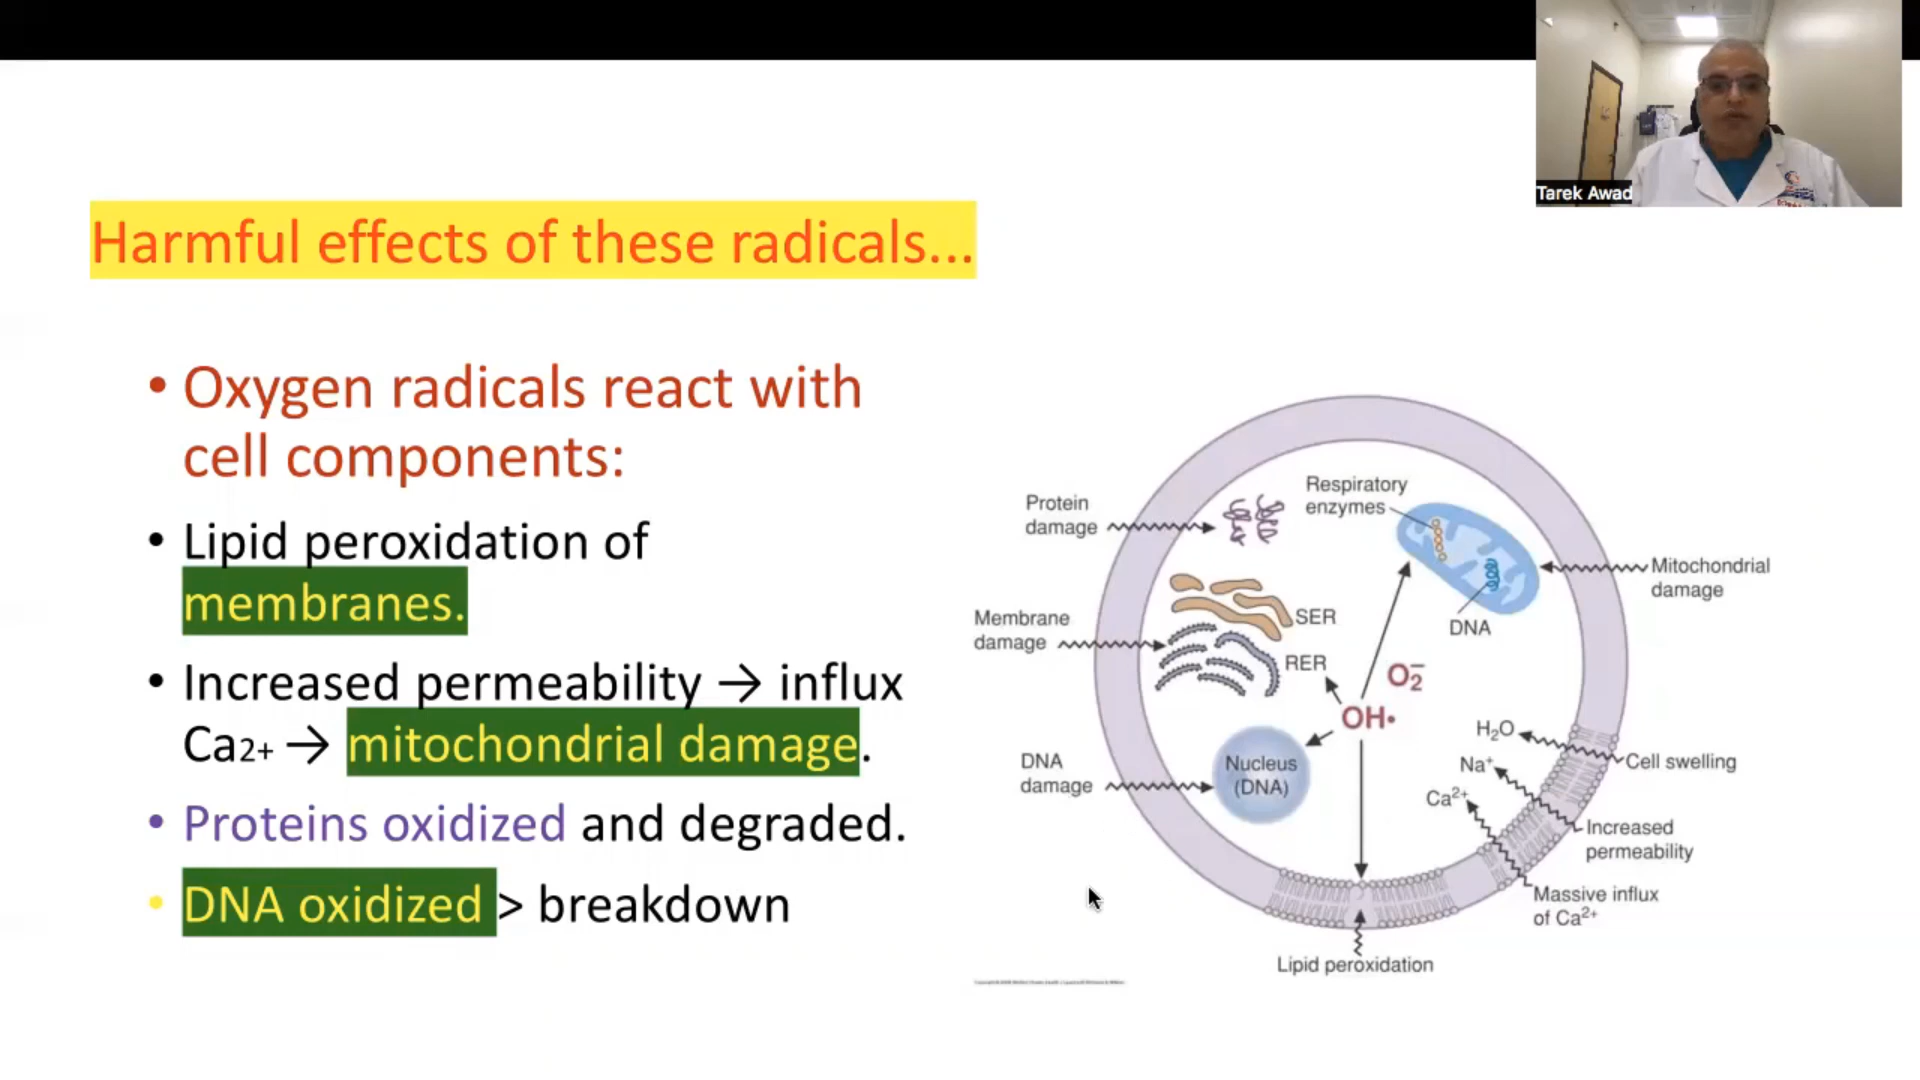 Tarek Awad
Harmful effects of these radicals...
• Oxygen radicals react with
cell components:
• Lipid peroxidation of
membranes.
• Increased permeability → influx
Ca2+ → mitochondrial damage.
• Proteins oxidized and degraded.
• DNA oxidized > breakdown
Protein
damage
Respiratory
enzymes
Mitochondrial
damage
DNA
SER
Membrane
damage
RER
O₂⁻
OH•
DNA
damage
Nucleus
(DNA)
H₂O
Na⁺
Ca²⁺
Cell swelling
Increased
permeability
Massive influx
of Ca²⁺
Lipid peroxidation